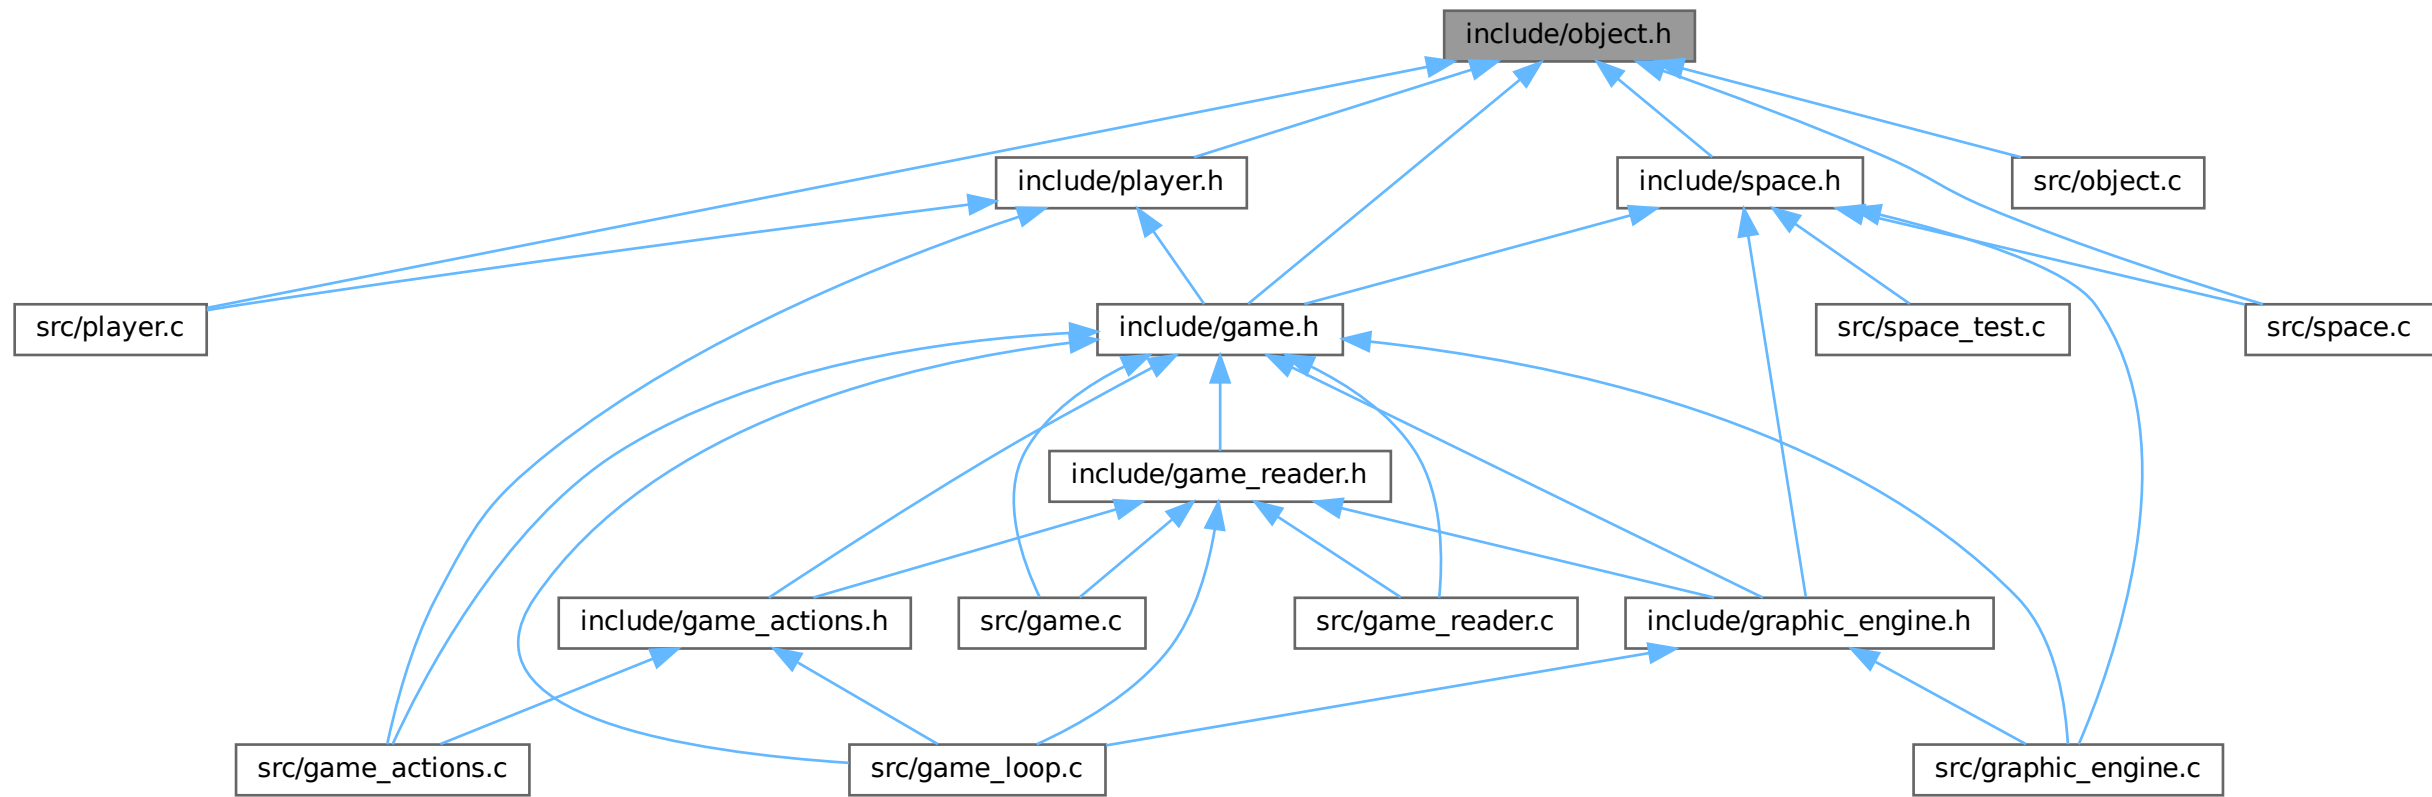 include/object.h
include/player.h
include/space.h
src/object.c
src/player.c
include/game.h
src/space_test.c
src/space.c
include/game_reader.h
include/game_actions.h
src/game.c
src/game_reader.c
include/graphic_engine.h
src/game_actions.c
src/game_loop.c
src/graphic_engine.c